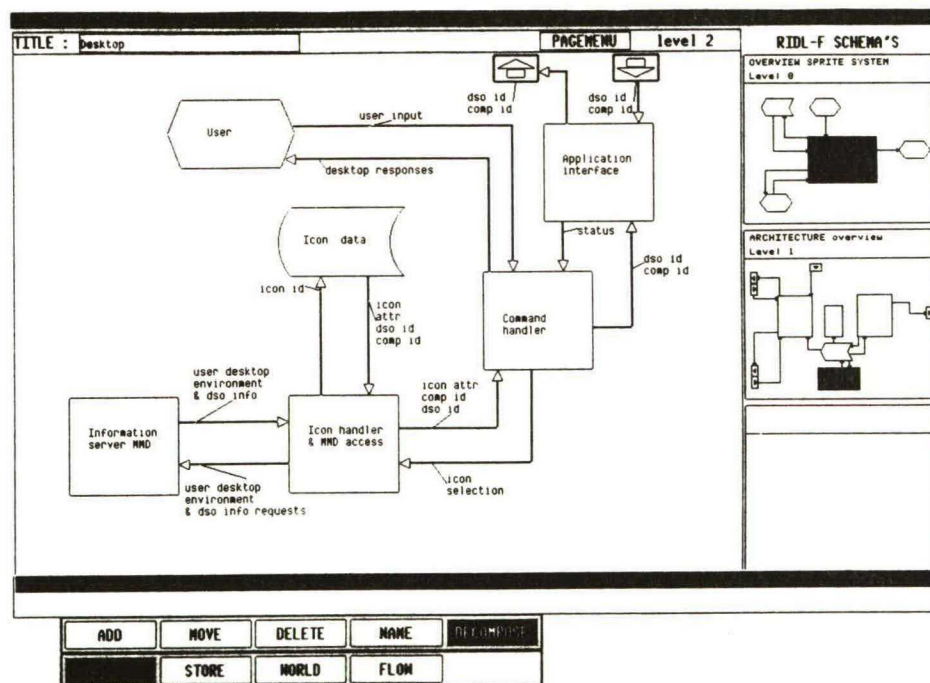 TITLE : Desktop
PAGEMENU
level 2
RIDL-F SCHEMA'S
OVERVIEW SPRITE SYSTEM
Level 0
dso id
comp id
dso id
comp id
User
user input
desktop responses
Application
interface
Icon data
status
dso id
comp id
ARCHITECTURE overview
Level 1
icon id
icon
attr
dso id
comp id
Command
handler
user desktop
environment
& dso info
icon attr
comp id
dso id
Information
server MMD
Icon handler
& MMD access
user desktop
environment
& dso info requests
icon
selection
ADD
MOVE
DELETE
NAME
DECOMPOSE
STORE
WORLD
FLOW